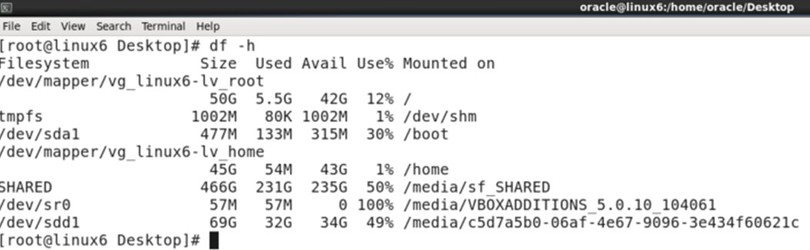 oracle@linux6:/home/oracle/Desktop
File Edit View Search Terminal Help
[root@linux6 Desktop]# df -h
Filesystem Size Used Avail Use% Mounted on
/dev/mapper/vg_linux6-lv_root
50G 5.5G 42G 12% /
tmpfs 1002M 80K 1002M 1% /dev/shm
/dev/sda1 477M 133M 315M 30% /boot
/dev/mapper/vg_linux6-lv_home
45G 54M 43G 1% /home
SHARED 466G 231G 235G 50% /media/sf_SHARED
/dev/sr0 57M 57M 0 100% /media/VBOXADDITIONS_5.0.10_104061
/dev/sdd1 69G 32G 34G 49% /media/c5d7a5b0-06af-4e67-9096-3e434f60621c
[root@linux6 Desktop]#